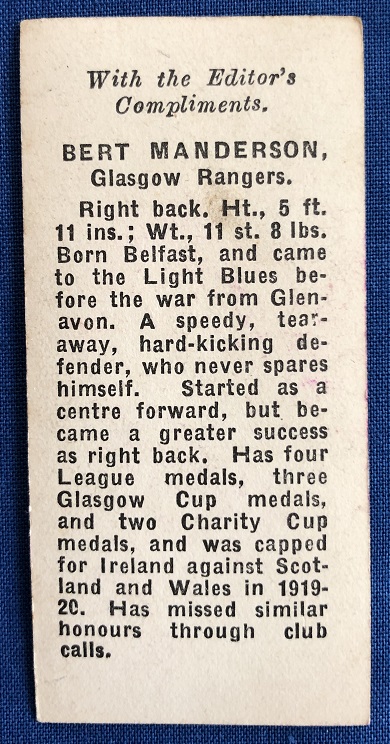 With the Editor's
Compliments.
BERT MANDERSON,
Glasgow Rangers.
Right back. Ht., 5 ft.
11 ins.; Wt., 11 st. 8 lbs.
Born Belfast, and came
to the Light Blues be-
fore the war from Glen-
avon. A speedy, tear-
away, hard-kicking de-
fender, who never spares
himself. Started as a
centre forward, but be-
came a greater success
as right back. Has four
League medals, three
Glasgow Cup medals,
and two Charity Cup
medals, and was capped
for Ireland against Scot-
land and Wales in 1919-
20. Has missed similar
honours through club
calls.